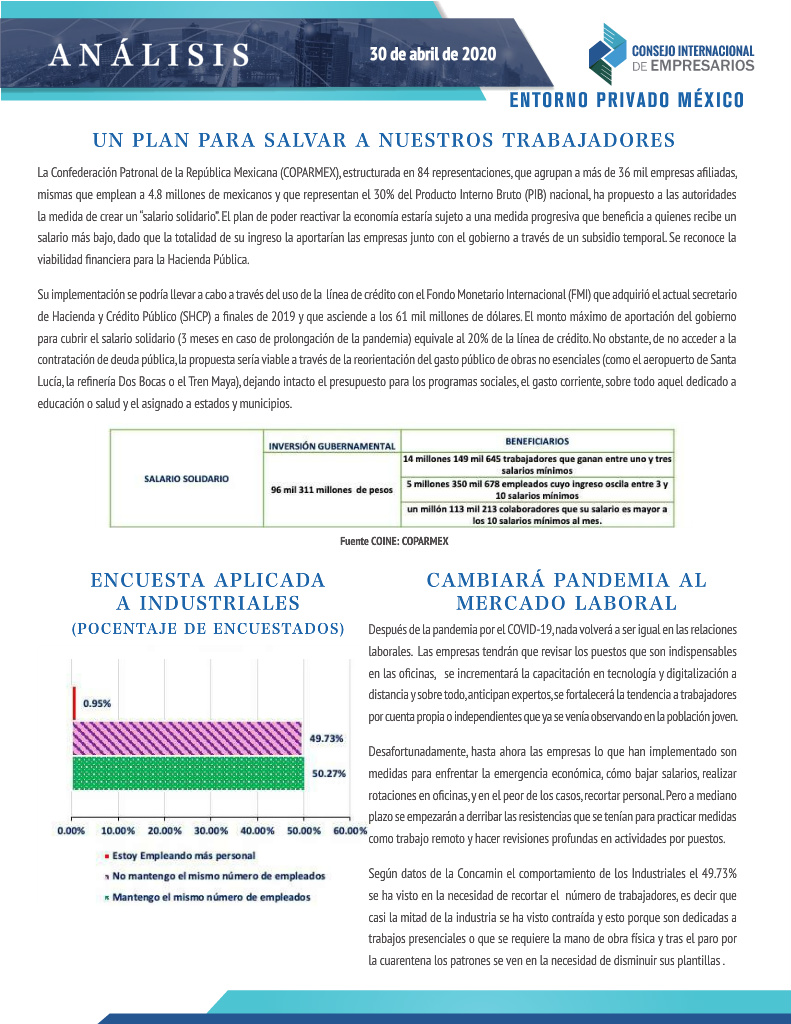 ANÁLISIS
30 de abril de 2020
CONSEJO INTERNACIONAL
DE EMPRESARIOS
ENTORNO PRIVADO MÉXICO
UN PLAN PARA SALVAR A NUESTROS TRABAJADORES
La Confederación Patronal de la República Mexicana (COPARMEX), estructurada en 84 representaciones, que agrupan a más de 36 mil empresas afiliadas,
mismas que emplean a 4.8 millones de mexicanos y que representan el 30% del Producto Interno Bruto (PIB) nacional, ha propuesto a las autoridades
la medida de crear un “salario solidario”. El plan de poder reactivar la economía estaría sujeto a una medida progresiva que beneficia a quienes recibe un
salario más bajo, dado que la totalidad de su ingreso la aportarían las empresas junto con el gobierno a través de un subsidio temporal. Se reconoce la
viabilidad financiera para la Hacienda Pública.
Su implementación se podría llevar a cabo a través del uso de la línea de crédito con el Fondo Monetario Internacional (FMI) que adquirió el actual secretario
de Hacienda y Crédito Público (SHCP) a finales de 2019 y que asciende a los 61 mil millones de dólares. El monto máximo de aportación del gobierno
para cubrir el salario solidario (3 meses en caso de prolongación de la pandemia) equivale al 20% de la línea de crédito. No obstante, de no acceder a la
contratación de deuda pública, la propuesta sería viable a través de la reorientación del gasto público de obras no esenciales (como el aeropuerto de Santa
Lucía, la refinería Dos Bocas o el Tren Maya), dejando intacto el presupuesto para los programas sociales, el gasto corriente, sobre todo aquel dedicado a
educación o salud y el asignado a estados y municipios.
SALARIO SOLIDARIO
INVERSIÓN GUBERNAMENTAL
96 mil 311 millones de pesos
BENEFICIARIOS
14 millones 149 mil 645 trabajadores que ganan entre uno y tres
salarios mínimos
5 millones 350 mil 678 empleados cuyo ingreso oscila entre 3 y
10 salarios mínimos
un millón 113 mil 213 colaboradores que su salario es mayor a
los 10 salarios mínimos al mes.
Fuente COINE: COPARMEX
ENCUESTA APLICADA
A INDUSTRIALES
(POCENTAJE DE ENCUESTADOS)
0.95%
49.73%
50.27%
0.00% 10.00% 20.00% 30.00% 40.00% 50.00% 60.00%
Estoy Empleando más personal
No mantengo el mismo número de empleados
Mantengo el mismo número de empleados
CAMBIARÁ PANDEMIA AL
MERCADO LABORAL
Después de la pandemia por el COVID-19, nada volverá a ser igual en las relaciones
laborales. Las empresas tendrán que revisar los puestos que son indispensables
en las oficinas, se incrementará la capacitación en tecnología y digitalización a
distancia y sobre todo, anticipan expertos, se fortalecerá la tendencia a trabajadores
por cuenta propia o independientes que ya se venía observando en la población joven.
Desafortunadamente, hasta ahora las empresas lo que han implementado son
medidas para enfrentar la emergencia económica, cómo bajar salarios, realizar
rotaciones en oficinas, y en el peor de los casos, recortar personal. Pero a mediano
plazo se empezarán a derribar las resistencias que se tenían para practicar medidas
como trabajo remoto y hacer revisiones profundas en actividades por puestos.
Según datos de la Concamin el comportamiento de los Industriales el 49.73%
se ha visto en la necesidad de recortar el número de trabajadores, es decir que
casi la mitad de la industria se ha visto contraída y esto porque son dedicadas a
trabajos presenciales o que se requiere la mano de obra física y tras el paro por
la cuarentena los patrones se ven en la necesidad de disminuir sus plantillas .